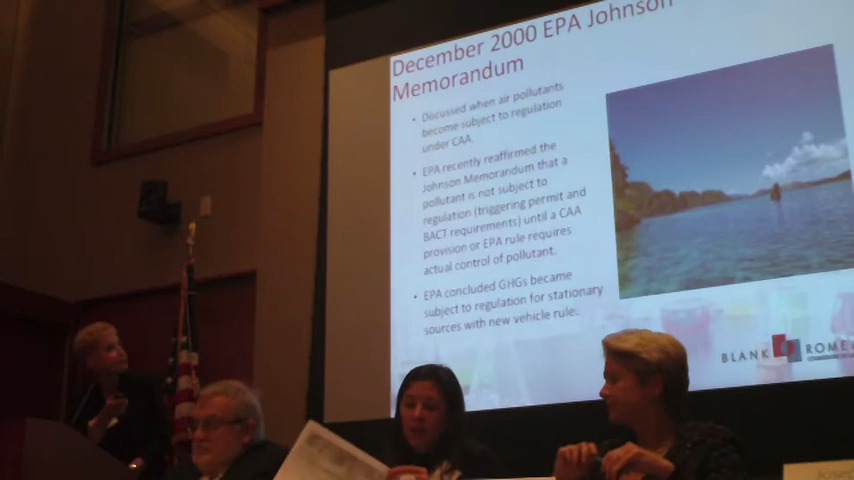 December 2000 EPA Johnson
Memorandum
• Discussed when air pollutants
become subject to regulation
under CAA.
• EPA recently reaffirmed the
Johnson Memorandum that a
pollutant is not subject to
regulation (triggering permit and
BACT requirements) until a CAA
provision or EPA rule requires
actual control of pollutant.
• EPA concluded GHGs became
subject to regulation for stationary
sources with new vehicle rule.
BLANK ROME